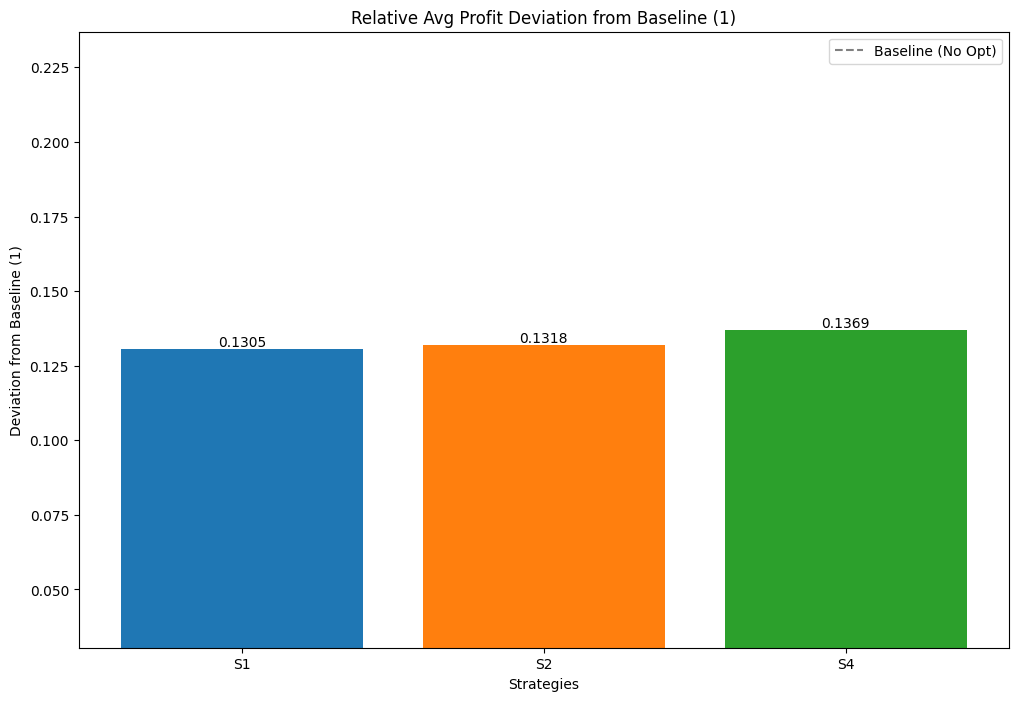 Relative Avg Profit Deviation from Baseline (1)
Baseline (No Opt)
Deviation from Baseline (1)
0.225
0.200
0.175
0.150
0.125
0.100
0.075
0.050
0.1305
0.1318
0.1369
S1
S2
S4
Strategies